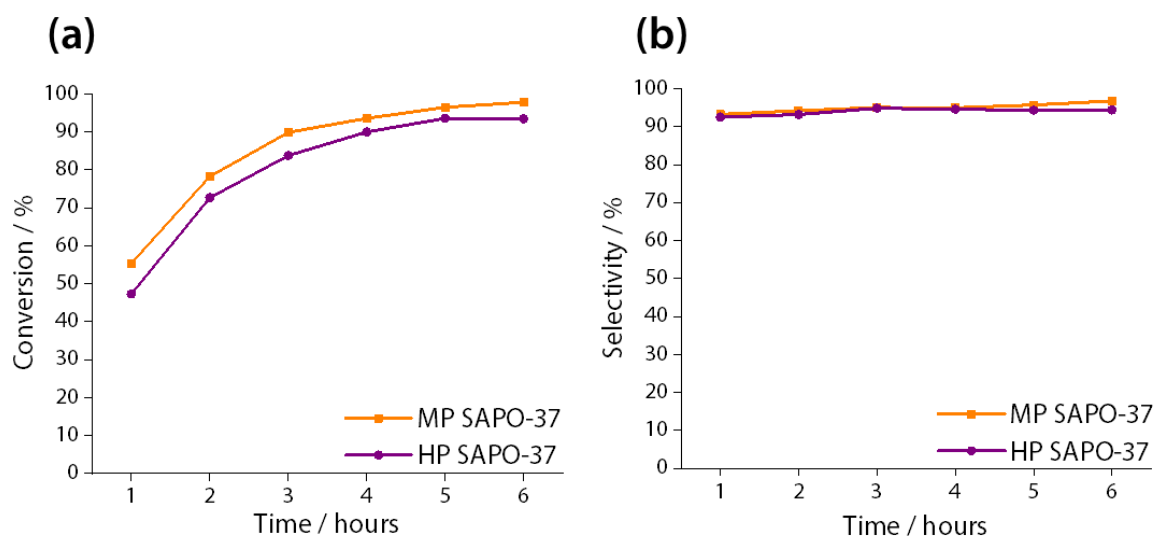 (a)
100
90
80
70
60
50
40
30
20
10
0
Conversion / %
MP SAPO-37
HP SAPO-37
1 2 3 4 5 6
Time / hours
(b)
100
90
80
70
60
50
40
30
20
10
0
Selectivity / %
MP SAPO-37
HP SAPO-37
1 2 3 4 5 6
Time / hours